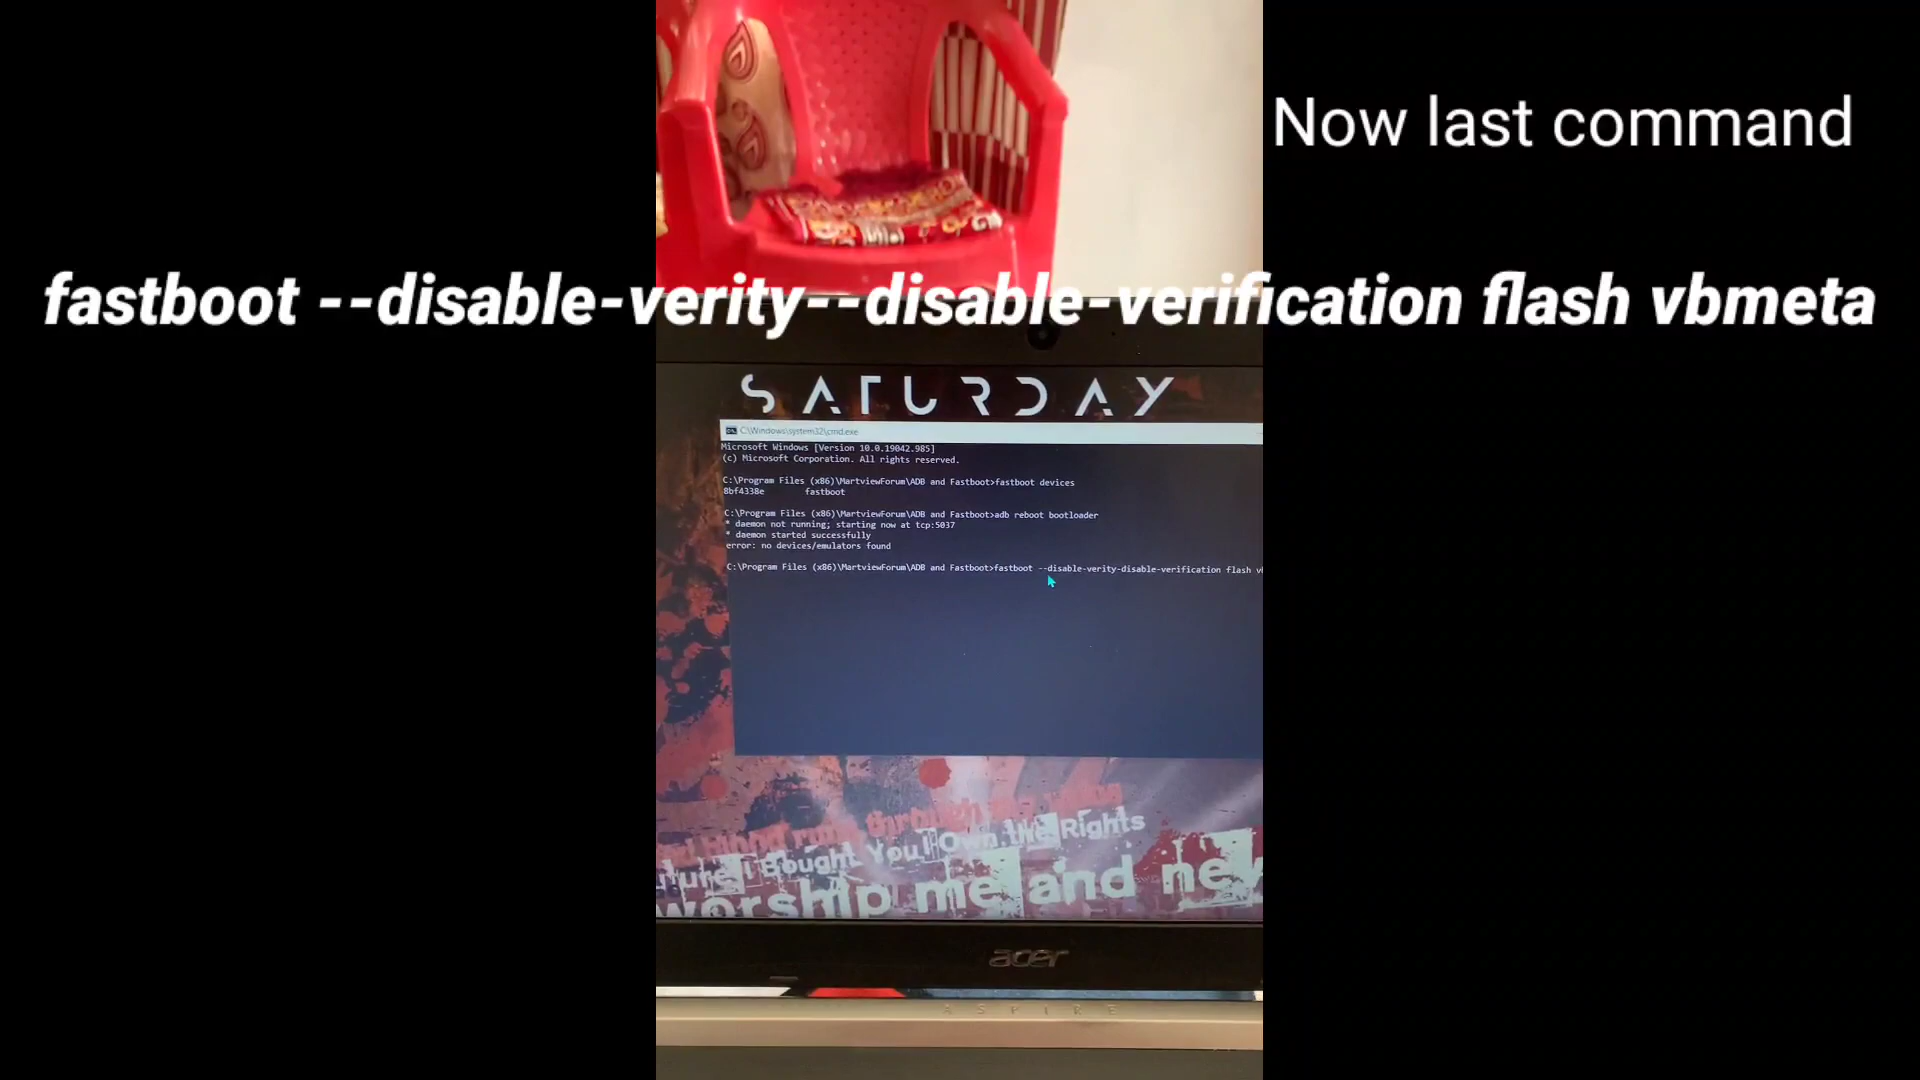 Now last command
fastboot --disable-verity--disable-verification flash vbmeta
SATURDAY
C:\Windows\system32\cmd.exe
Microsoft Windows [Version 10.0.19042.985]
(c) Microsoft Corporation. All rights reserved.
C:\Program Files (x86)\MartviewForum\ADB and Fastboot>fastboot devices
8bf4338e fastboot
C:\Program Files (x86)\MartviewForum\ADB and Fastboot>adb reboot bootloader
* daemon not running; starting now at tcp:5037
* daemon started successfully
error: no devices/emulators found
C:\Program Files (x86)\MartviewForum\ADB and Fastboot>fastboot --disable-verity-disable-verification flash
through
I Bought You I Own the Rights
worship me and
acer
ASPIRE